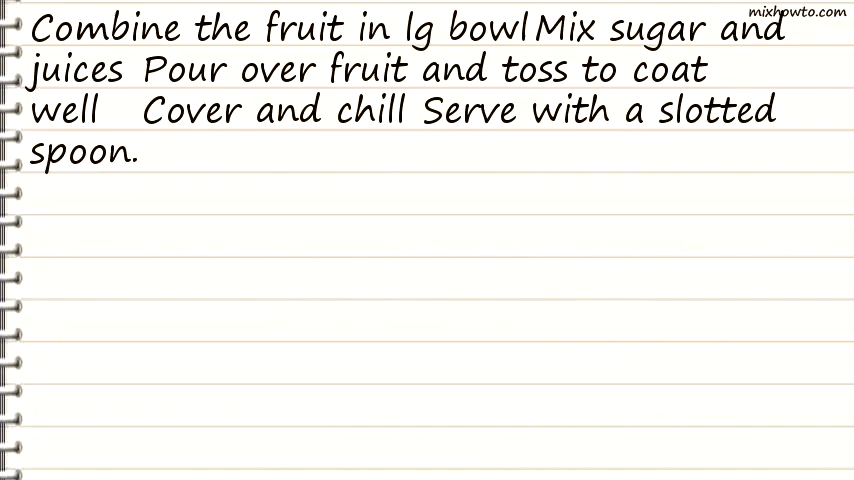 mixhowto.com
Combine the fruit in lg bowl Mix sugar and
juices Pour over fruit and toss to coat
well Cover and chill Serve with a slotted
spoon.